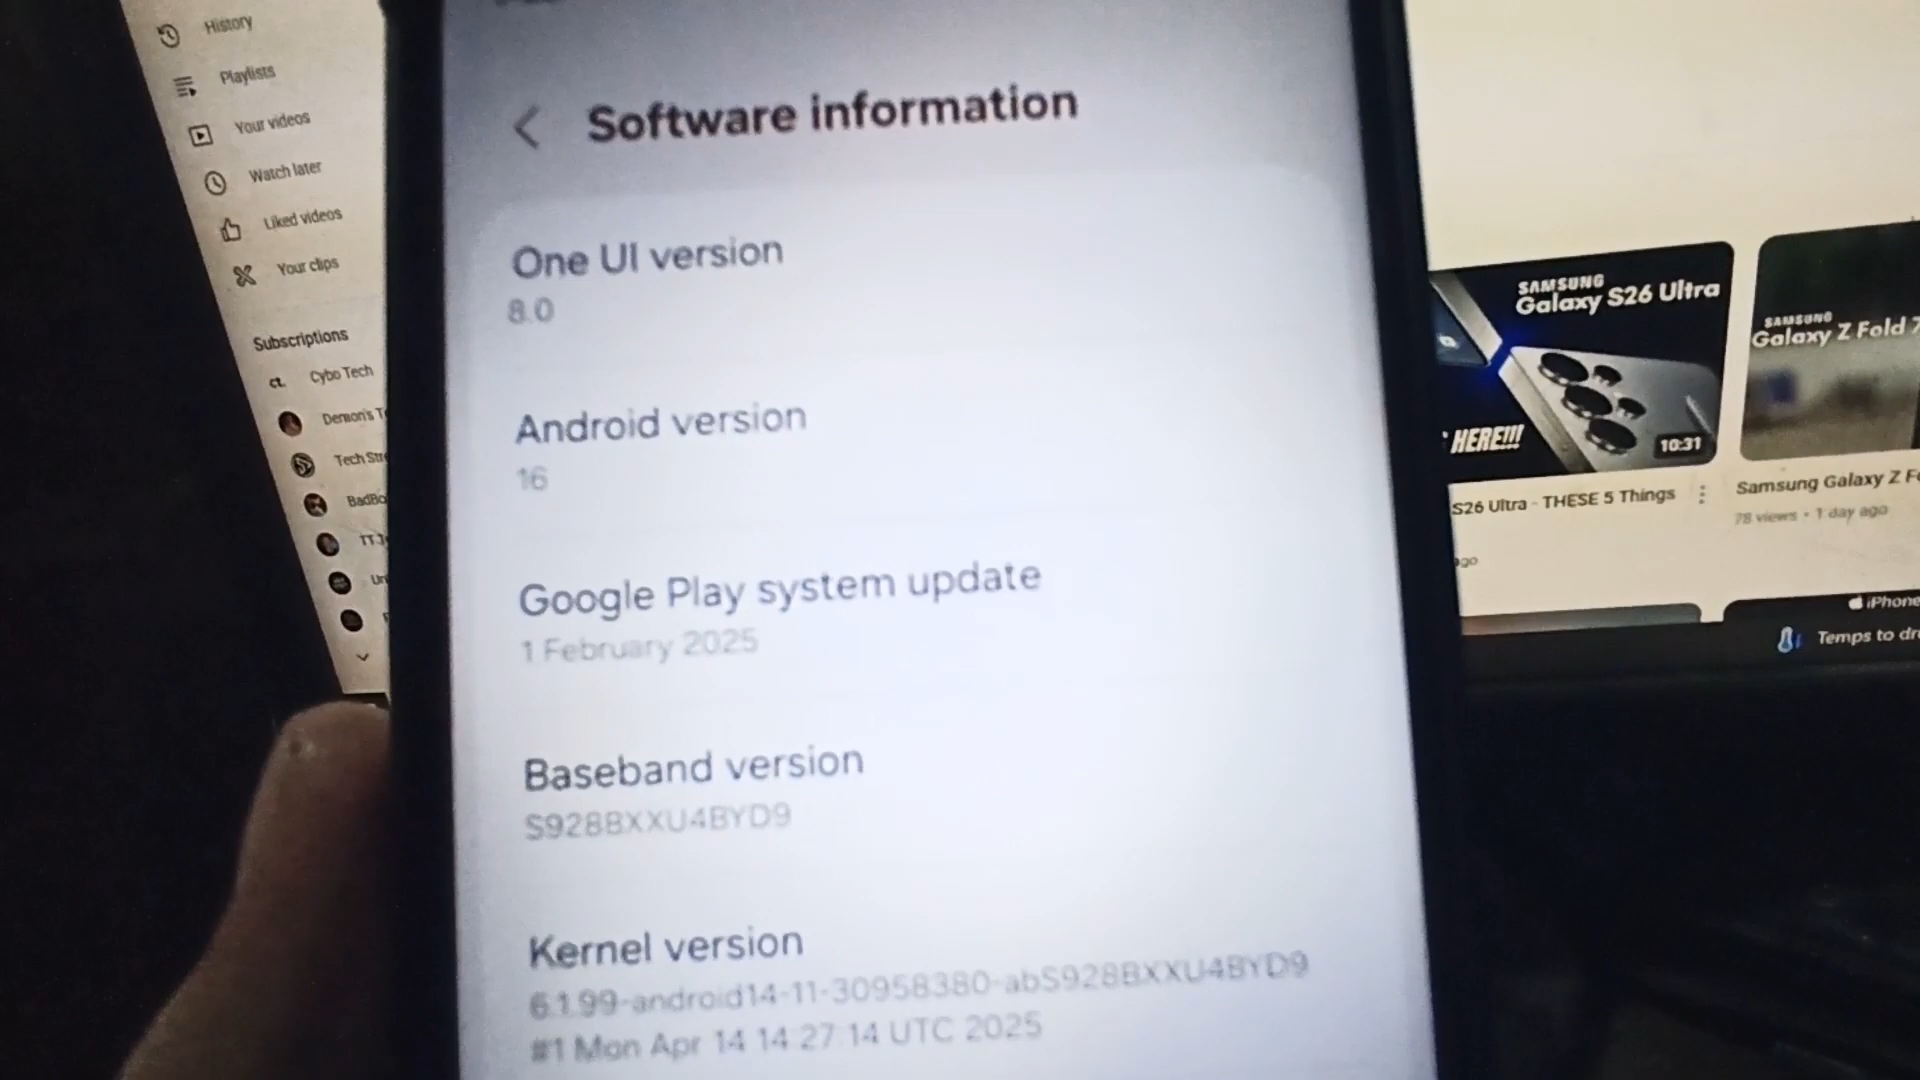 History
Playlists
Your videos
Watch later
Liked videos
Your clips
Subscriptions
ct. Cybo Tech
Demon's
Tech
Software information
One UI version
8.0
Android version
16
Google Play system update
1 February 2025
Baseband version
S928BXXU4BYD9
Kernel version
6.1.99-android14-11-30958380-abS928BXXU4BYD9
#1 Mon Apr 14 14:27:14 UTC 2025
SAMSUNG
Galaxy S26 Ultra
HERE!!!
10:31
S26 Ultra - THESE 5 Things
SAMSUNG
Galaxy Z Fold 7
Samsung Galaxy Z
78 views • 1 day ago
iPhone
Temps to